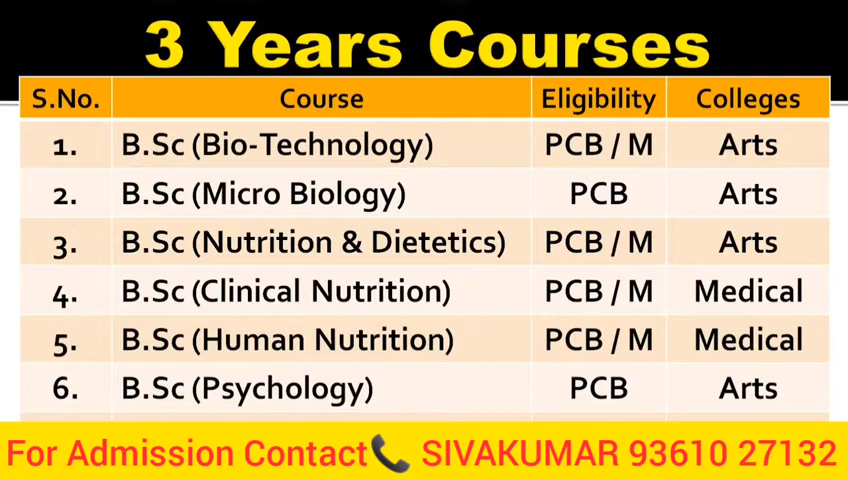 3 Years Courses
S.No. Course Eligibility Colleges
1. B.Sc (Bio-Technology) PCB / M Arts
2. B.Sc (Micro Biology) PCB Arts
3. B.Sc (Nutrition & Dietetics) PCB / M Arts
4. B.Sc (Clinical Nutrition) PCB / M Medical
5. B.Sc (Human Nutrition) PCB / M Medical
6. B.Sc (Psychology) PCB Arts
For Admission Contact📞 SIVAKUMAR 93610 27132